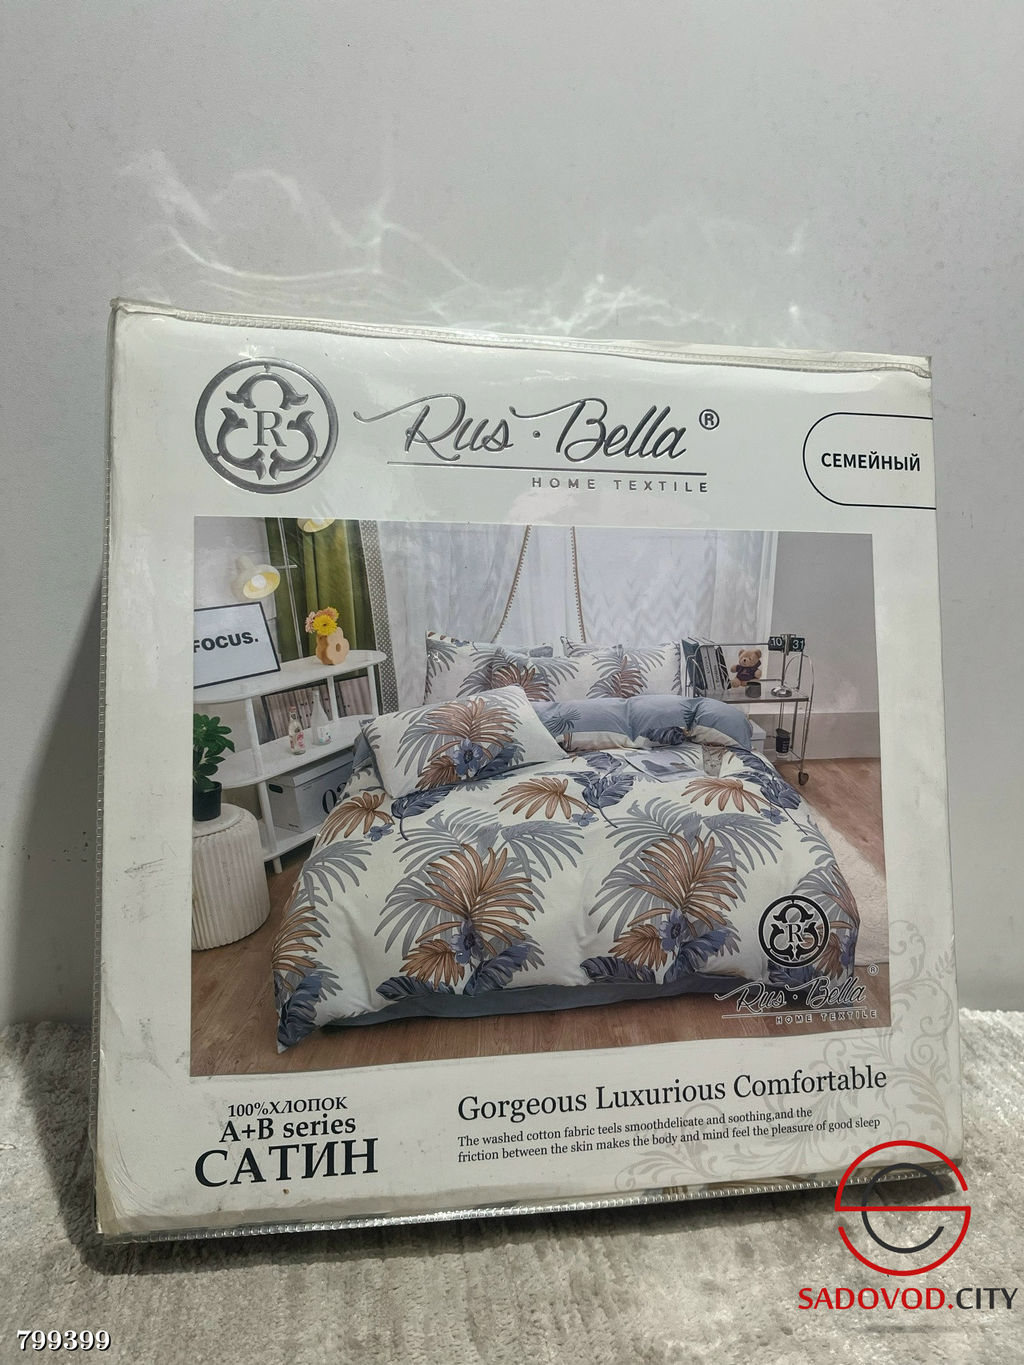 R
Rus·Bella®
HOME TEXTILE
СЕМЕЙНЫЙ
FOCUS.
10 31
R
Rus·Bella®
HOME TEXTILE
100%ХЛОПОК
A+B series
САТИН
Gorgeous Luxurious Comfortable
The washed cotton fabric teels smoothdelicate and soothing,and the
friction between the skin makes the body and mind feel the pleasure of good sleep
SADOVOD.CITY
799399